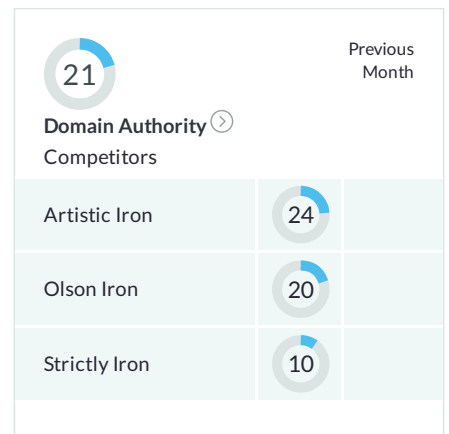 21
Previous
Month
Domain Authority
Competitors
Artistic Iron 24
Olson Iron 20
Strictly Iron 10